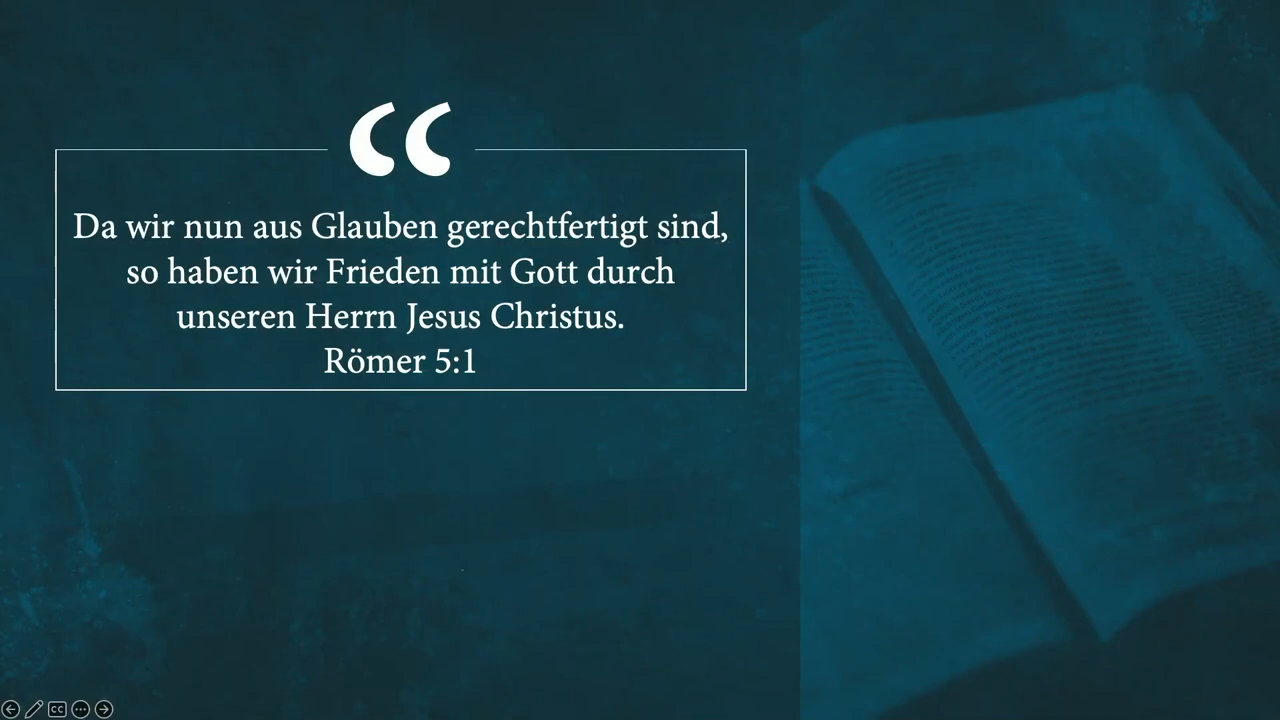 “
Da wir nun aus Glauben gerechtfertigt sind,
so haben wir Frieden mit Gott durch
unseren Herrn Jesus Christus.
Römer 5:1
CC